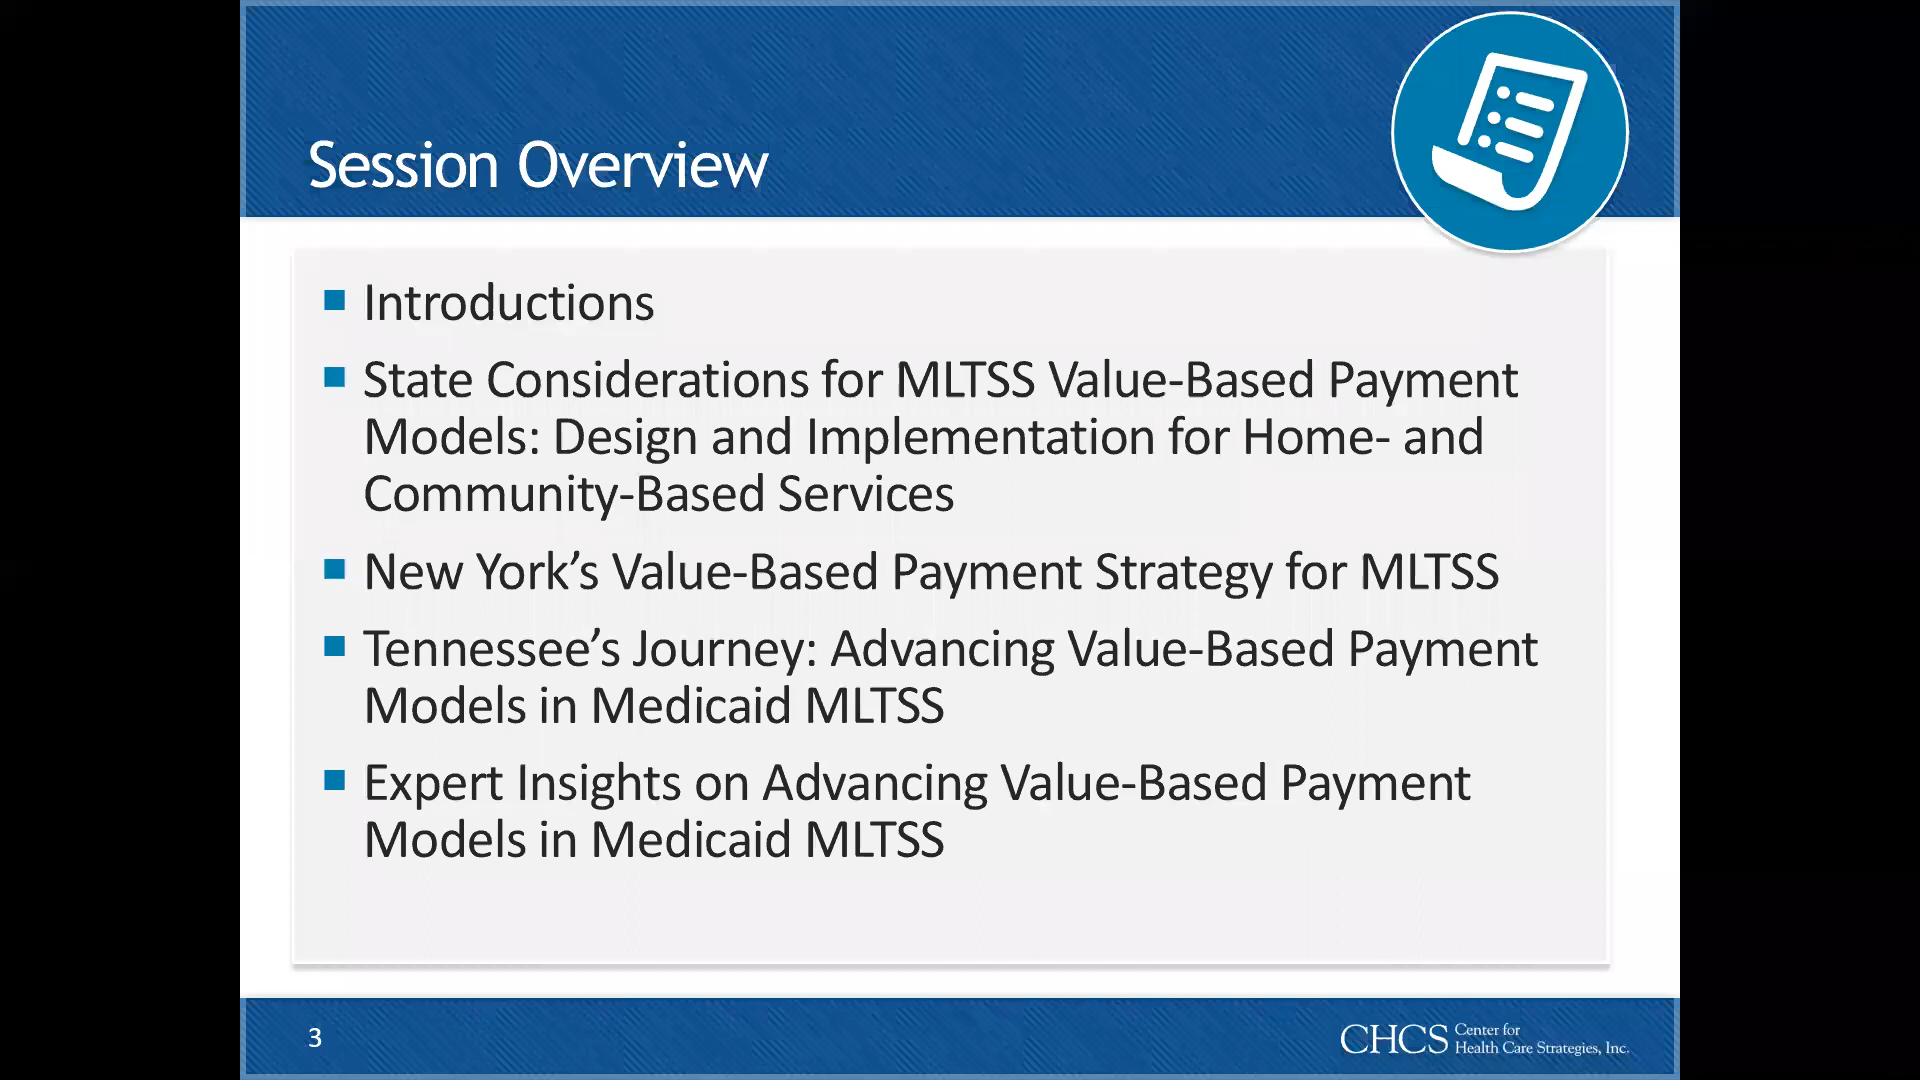 Session Overview
■ Introductions
■ State Considerations for MLTSS Value-Based Payment
Models: Design and Implementation for Home- and
Community-Based Services
■ New York’s Value-Based Payment Strategy for MLTSS
■ Tennessee’s Journey: Advancing Value-Based Payment
Models in Medicaid MLTSS
■ Expert Insights on Advancing Value-Based Payment
Models in Medicaid MLTSS
3
CHCS Center for
Health Care Strategies, Inc.